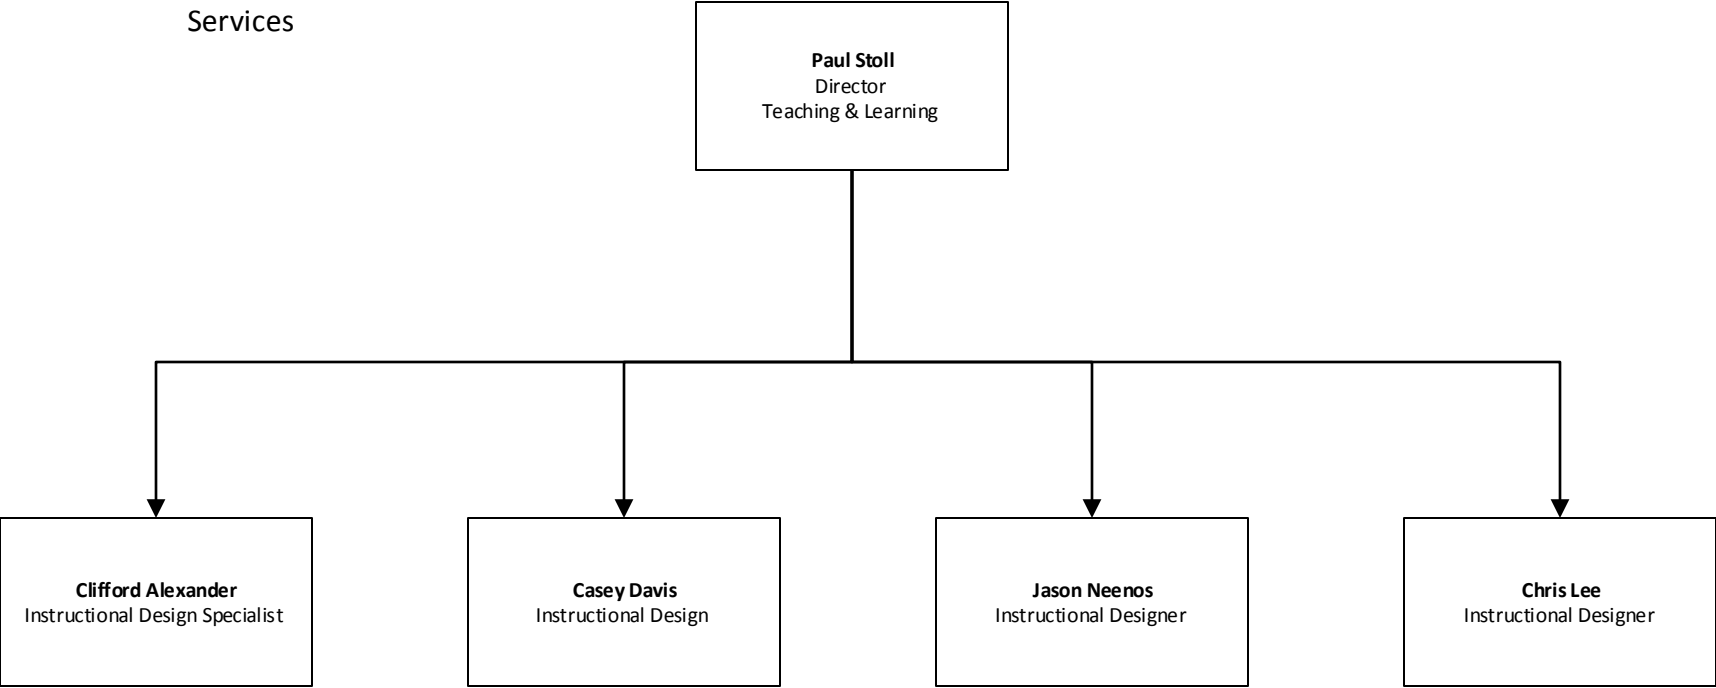 Services
Paul Stoll
Director
Teaching & Learning
Clifford Alexander
Instructional Design Specialist
Casey Davis
Instructional Design
Jason Neenos
Instructional Designer
Chris Lee
Instructional Designer